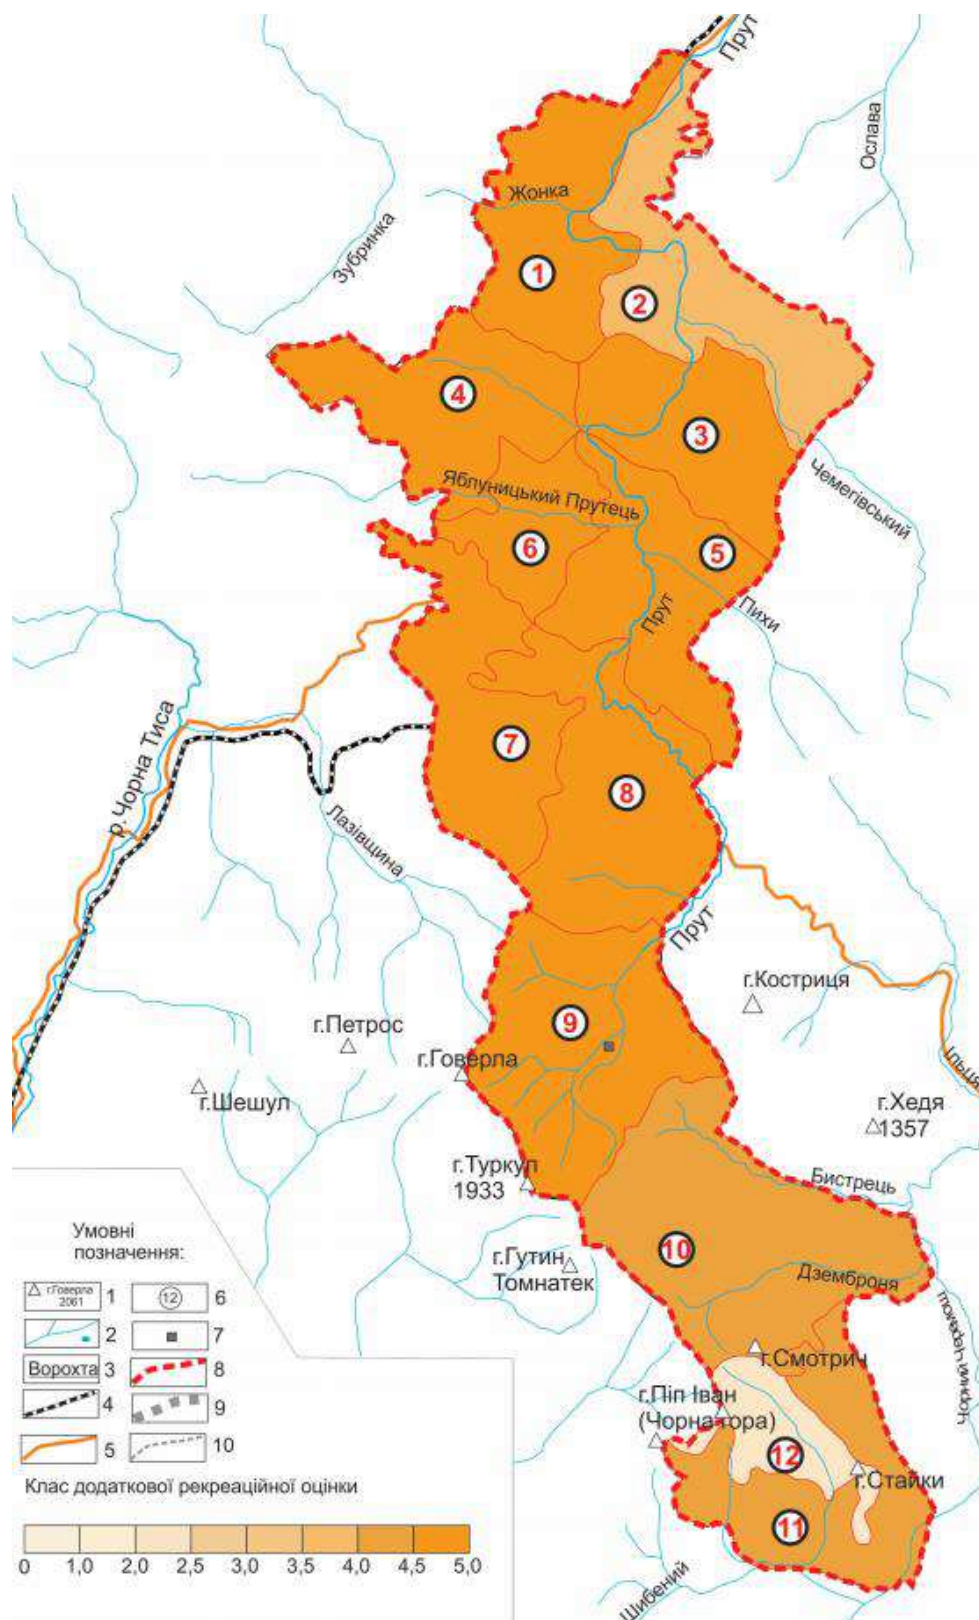 Прут
Ослава
Жонка
Зубринка
1
2
4
3
Чемегівський
Яблуницький Прутець
6
5
Пихи
Прут
р. Чорна Тиса
7
8
Лазівщина
Прут
г.Костриця
9
г.Петрос
г.Говерла
Ільця
г.Шешул
г.Хедя
1357
г.Туркул
1933
Бистрець
10
г.Гутин
Томнатек
Дземброня
Чорний Черемош
г.Смотрич
г.Піп Іван
(Чорна гора)
12
г.Стайки
11
Шибений
Умовні
позначення:
г.Говерла
2061
1
12
6
2
7
Ворохта
3
8
4
9
5
10
Клас додаткової рекреаційної оцінки
0 1,0 2,0 2,5 3,0 3,5 4,0 4,5 5,0